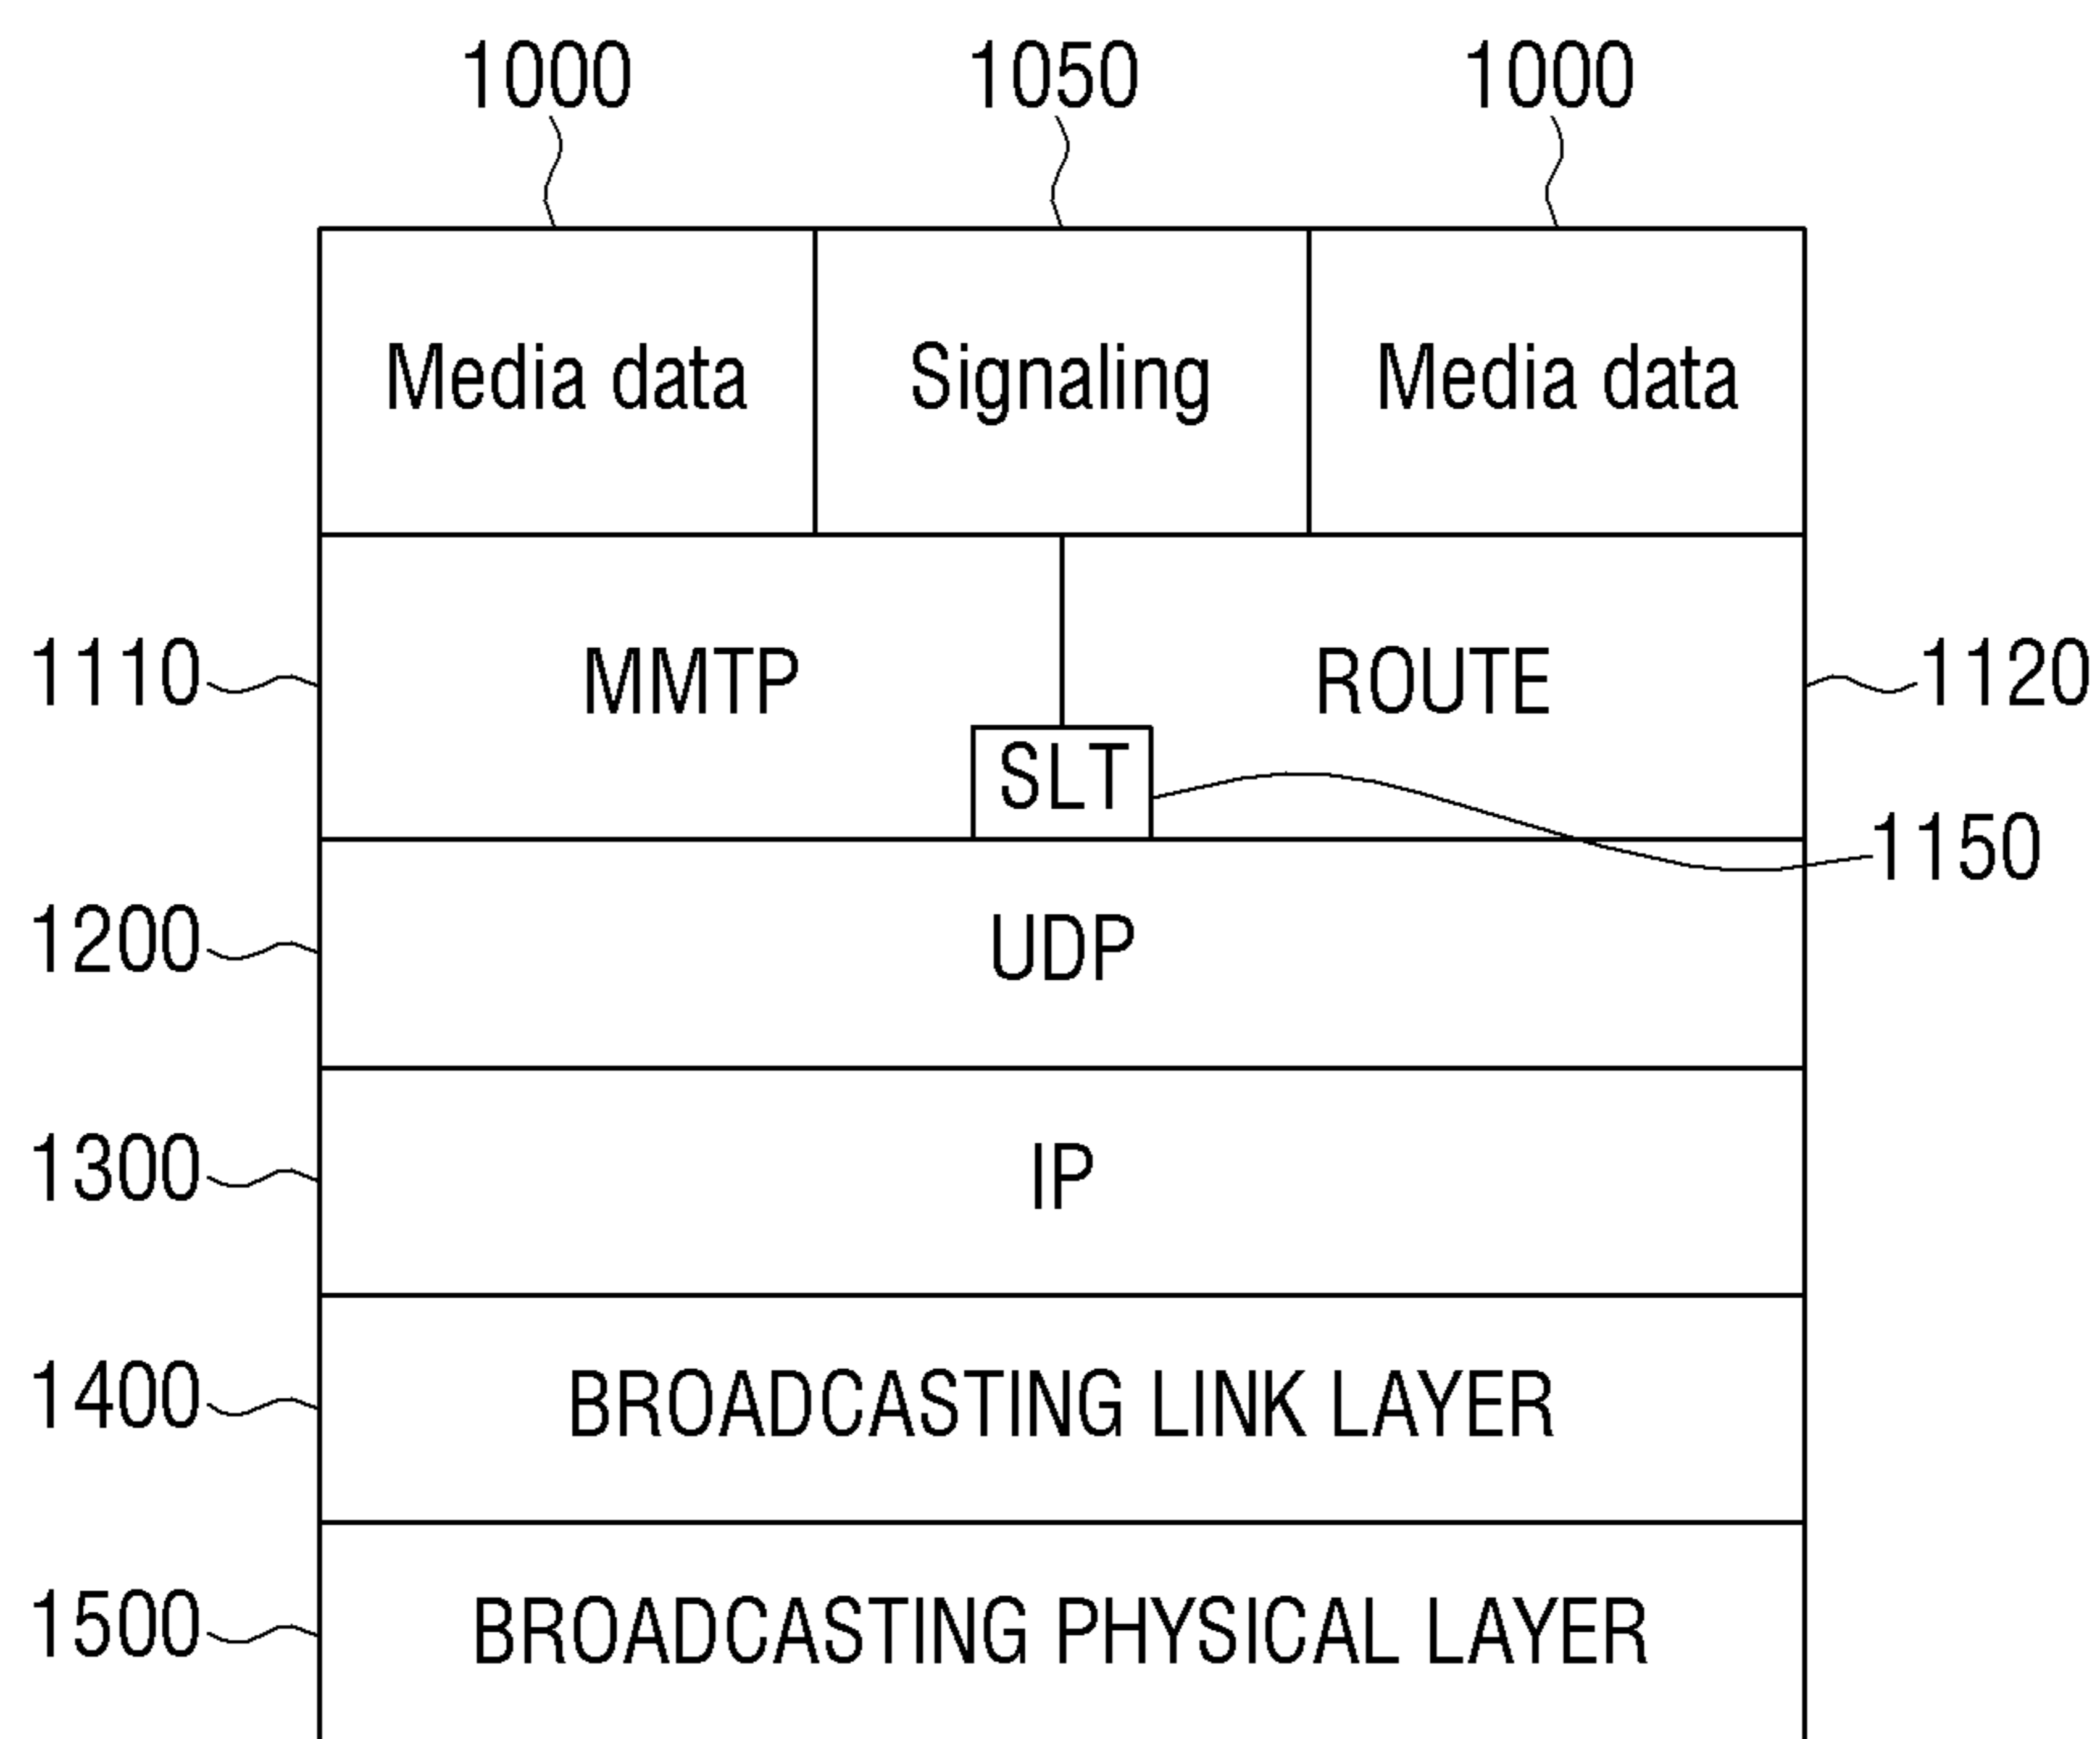 1000 1050 1000
Media data Signaling Media data
1110 MMTP ROUTE 1120
SLT
1150
1200 UDP
1300 IP
1400 BROADCASTING LINK LAYER
1500 BROADCASTING PHYSICAL LAYER